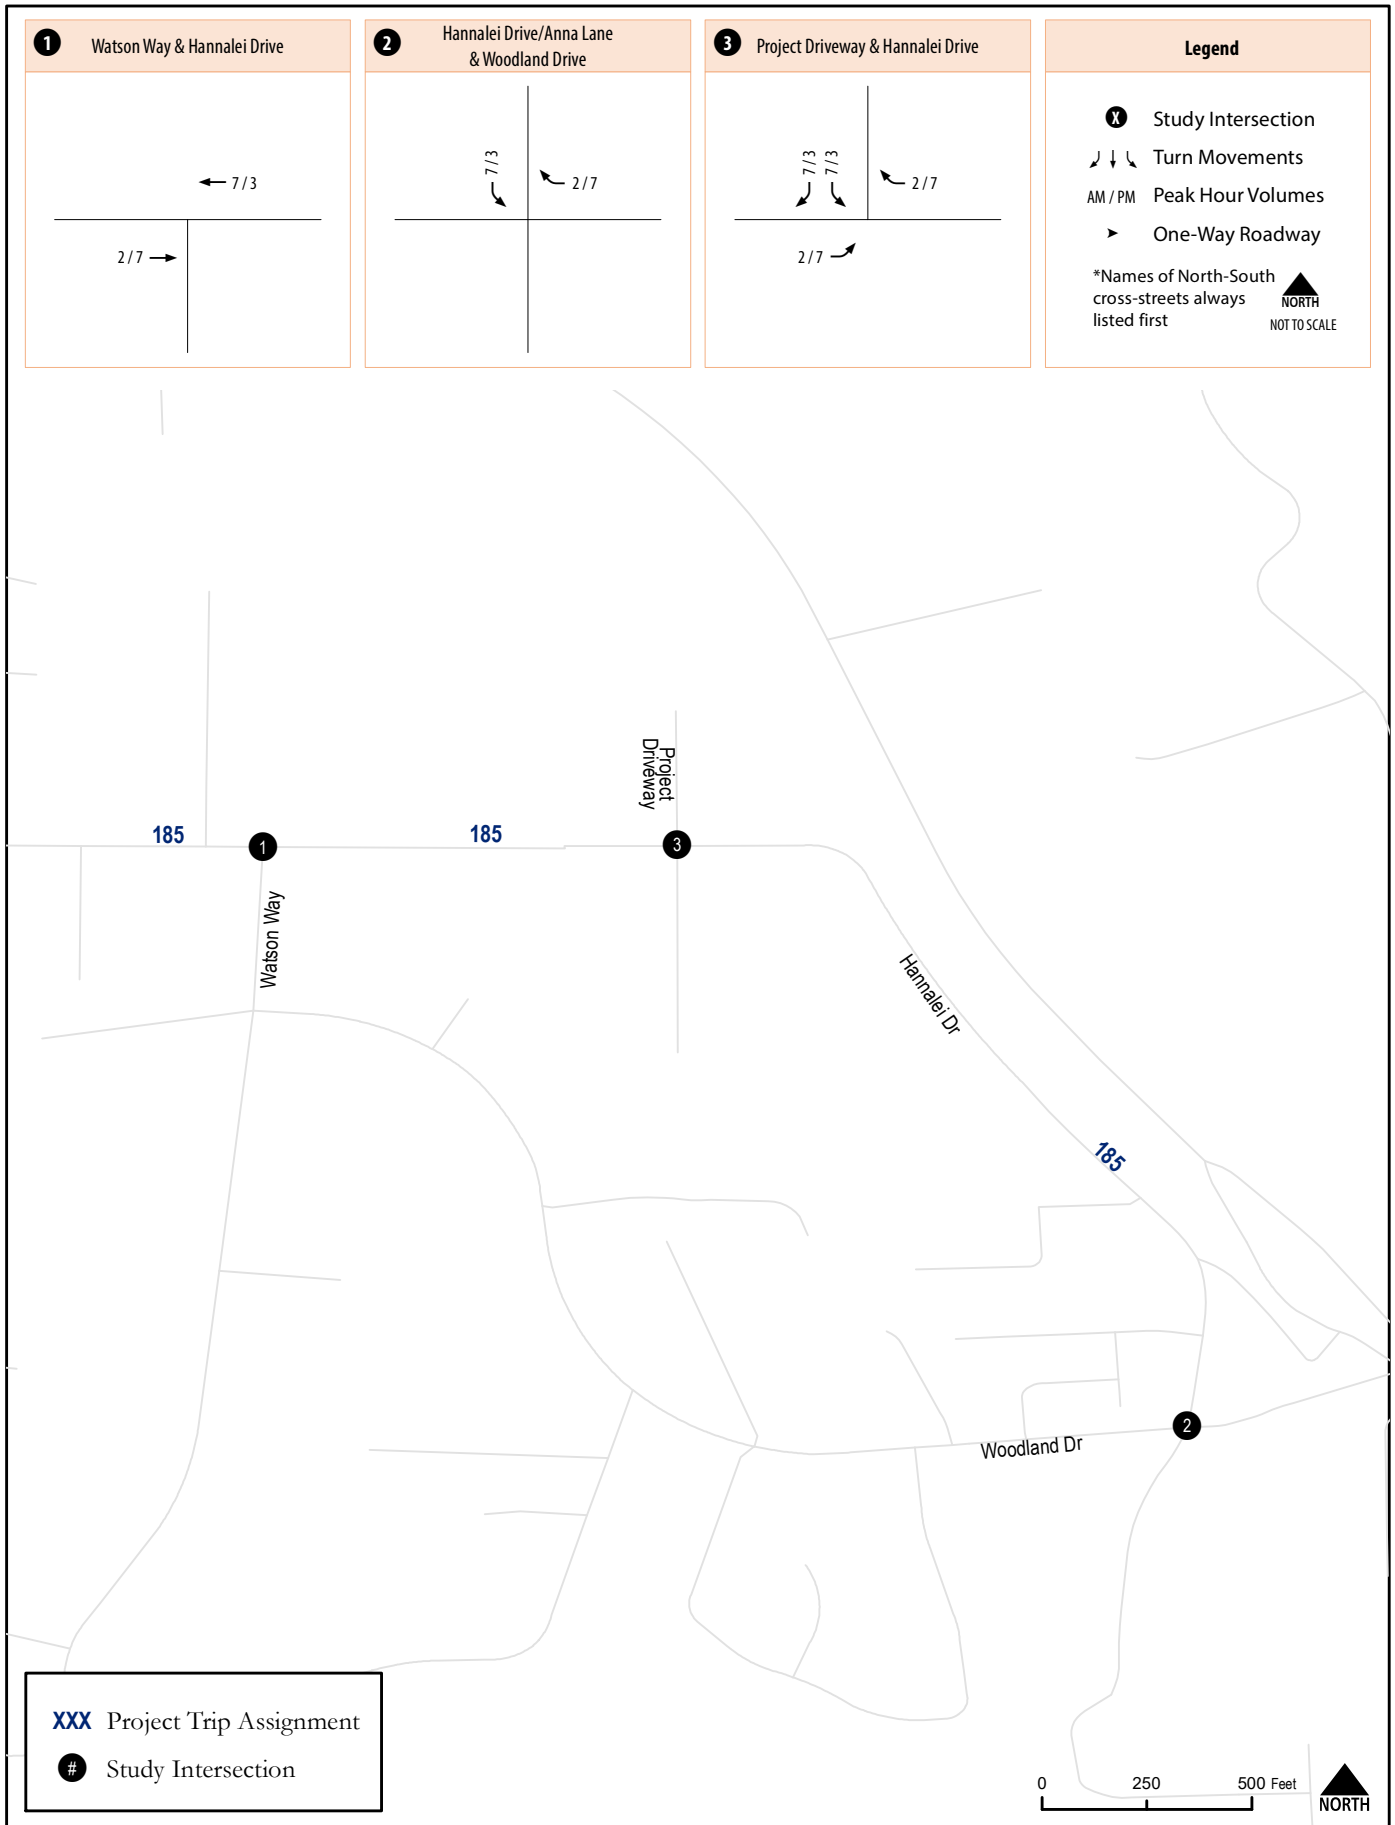 1 Watson Way & Hannalei Drive
7 / 3
2 / 7
2 Hannalei Drive/Anna Lane
& Woodland Drive
7 / 3
2 / 7
3 Project Driveway & Hannalei Drive
7 / 3 7 / 3
2 / 7
2 / 7
Legend
X Study Intersection
Turn Movements
AM / PM Peak Hour Volumes
One-Way Roadway
*Names of North-South
cross-streets always
listed first
NORTH
NOT TO SCALE
Project
Driveway
185
1
185
3
Watson Way
Hannalei Dr
185
2
Woodland Dr
XXX Project Trip Assignment
# Study Intersection
0 250 500 Feet
NORTH